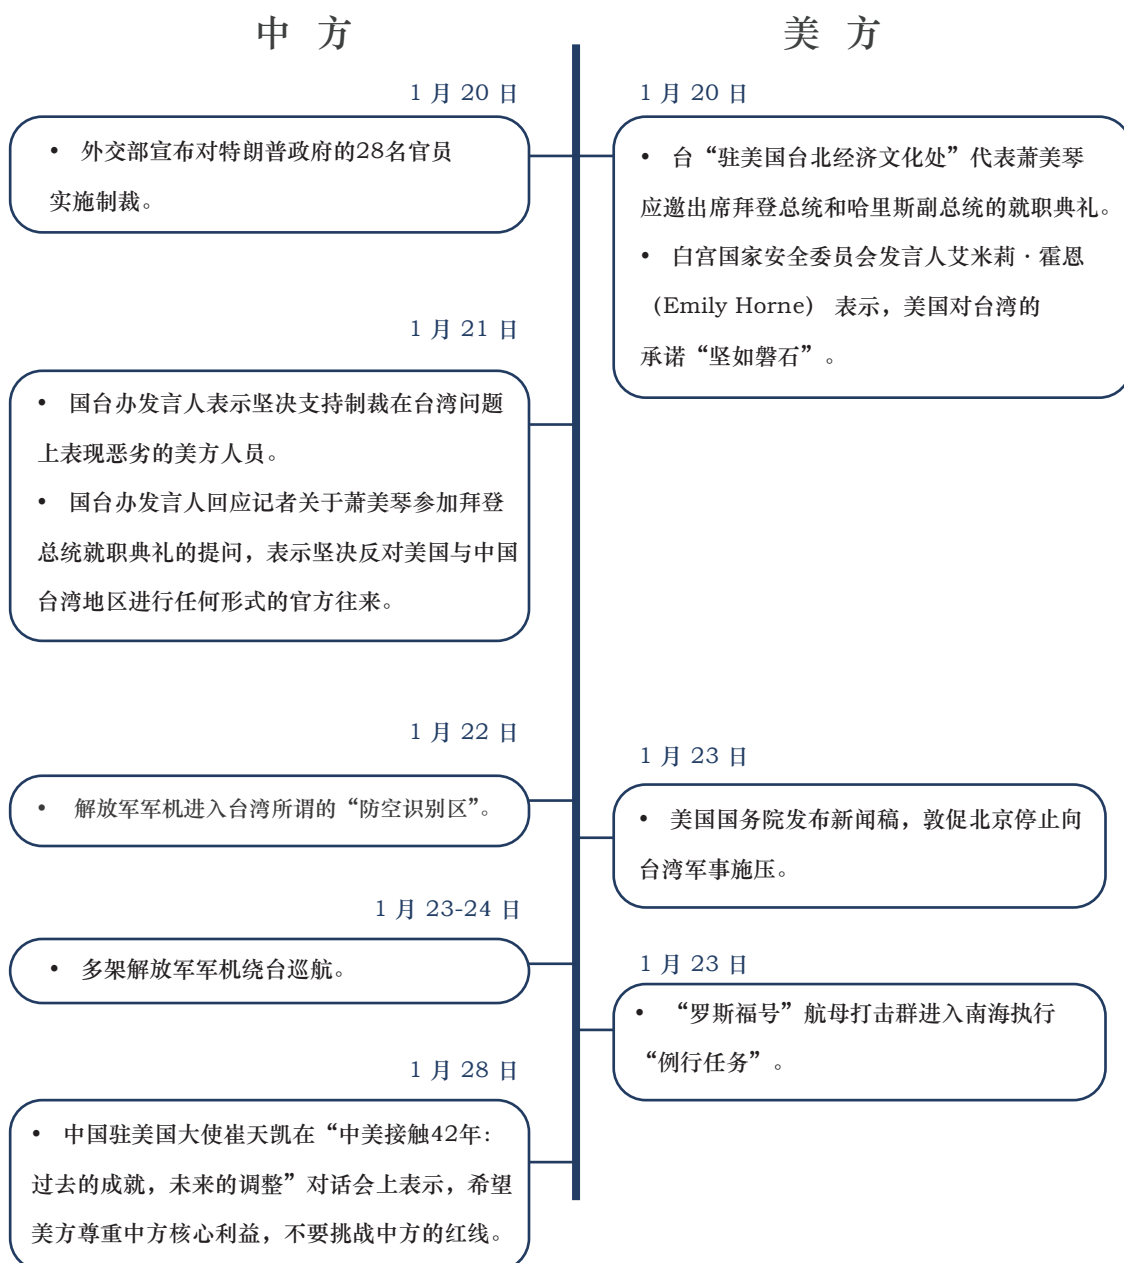 中 方
1 月 20 日
• 外交部宣布对特朗普政府的28名官员
实施制裁。
1 月 21 日
• 国台办发言人表示坚决支持制裁在台湾问题
上表现恶劣的美方人员。
• 国台办发言人回应记者关于萧美琴参加拜登
总统就职典礼的提问，表示坚决反对美国与中国
台湾地区进行任何形式的官方往来。
1 月 22 日
• 解放军军机进入台湾所谓的“防空识别区”。
1 月 23-24 日
• 多架解放军军机绕台巡航。
1 月 28 日
• 中国驻美国大使崔天凯在“中美接触42年：
过去的成就，未来的调整”对话会上表示，希望
美方尊重中方核心利益，不要挑战中方的红线。
美 方
1 月 20 日
• 台“驻美国台北经济文化处”代表萧美琴
应邀出席拜登总统和哈里斯副总统的就职典礼。
• 白宫国家安全委员会发言人艾米莉 · 霍恩
（Emily Horne） 表示，美国对台湾的
承诺“坚如磐石”。
1 月 23 日
• 美国国务院发布新闻稿，敦促北京停止向
台湾军事施压。
1 月 23 日
• “罗斯福号”航母打击群进入南海执行
“例行任务”。